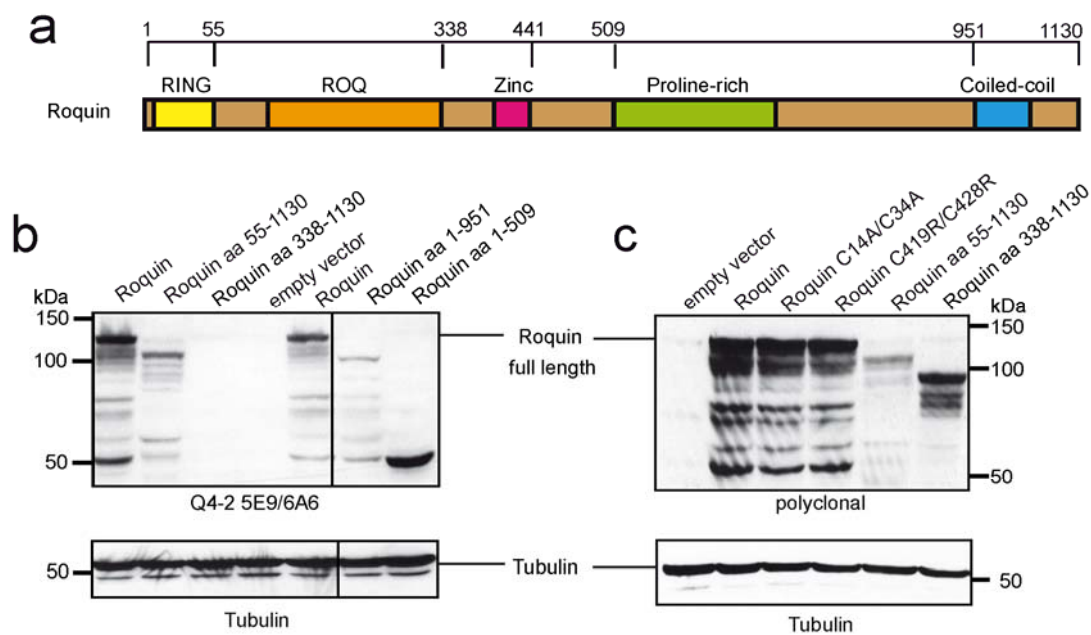 a
1 55 338 441 509 951 1130
RING ROQ Zinc Proline-rich Coiled-coil
Roquin
b
Roquin
Roquin aa 55-1130
Roquin aa 338-1130
empty vector
Roquin
Roquin aa 1-951
Roquin aa 1-509
kDa
150
100
50
Q4-2 5E9/6A6
50
Tubulin
Roquin
full length
Tubulin
c
empty vector
Roquin
Roquin C14A/C34A
Roquin C419R/C428R
Roquin aa 55-1130
Roquin aa 338-1130
kDa
150
100
50
polyclonal
50
Tubulin